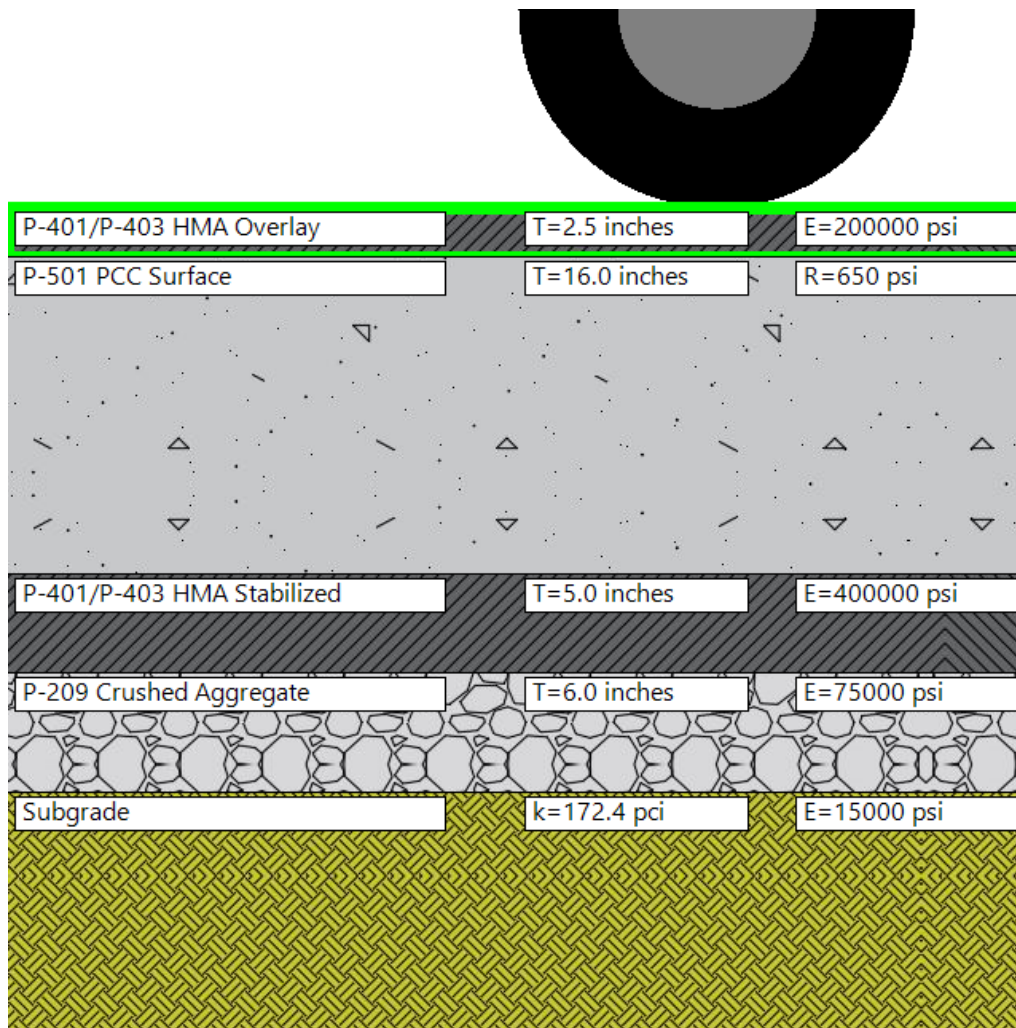 P-401/P-403 HMA Overlay T=2.5 inches E=200000 psi
P-501 PCC Surface T=16.0 inches R=650 psi
P-401/P-403 HMA Stabilized T=5.0 inches E=400000 psi
P-209 Crushed Aggregate T=6.0 inches E=75000 psi
Subgrade k=172.4 pci E=15000 psi